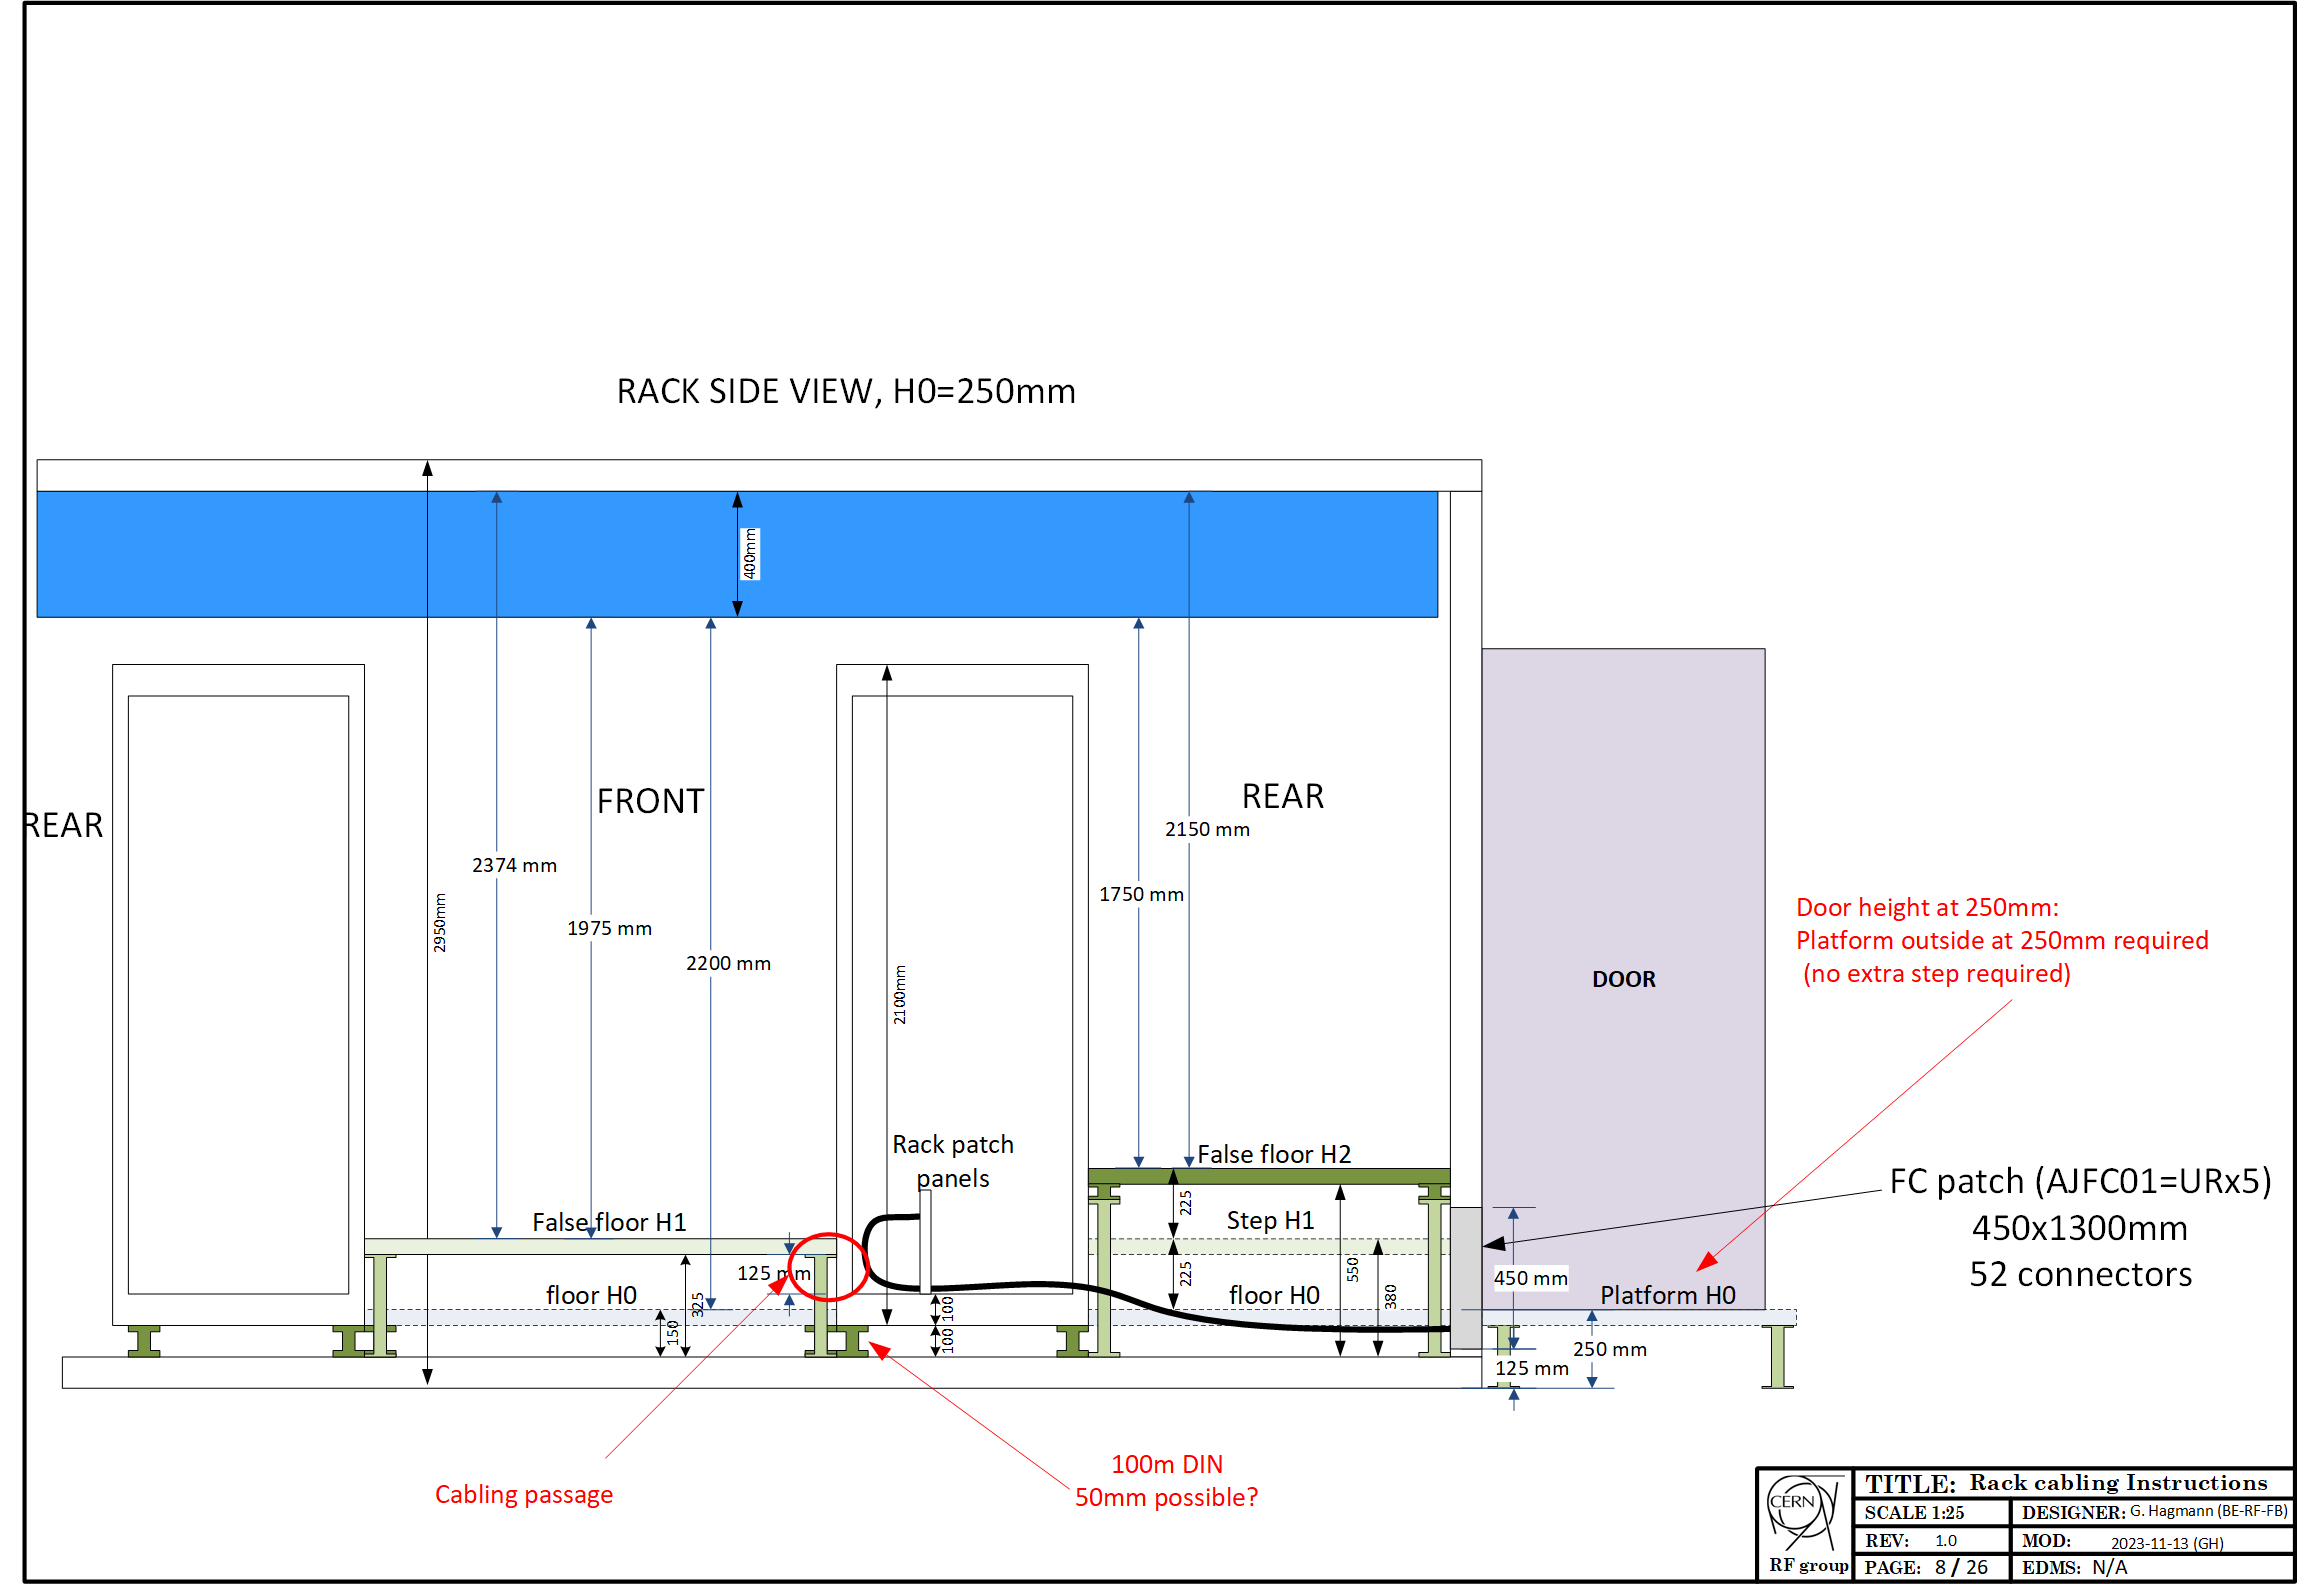 RACK SIDE VIEW, H0=250mm
400mm
FRONT
REAR
REAR
2150 mm
2374 mm
1750 mm
1975 mm
2950mm
2200 mm
2100mm
DOOR
Door height at 250mm:
Platform outside at 250mm required
(no extra step required)
Rack patch
panels
False floor H2
FC patch (AJFC01=URx5)
450x1300mm
52 connectors
False floor H1
Step H1
225
125 mm
225
550
380
450 mm
floor H0
floor H0
Platform H0
325
150
100
100
250 mm
125 mm
Cabling passage
100m DIN
50mm possible?
CERN
RF group
TITLE: Rack cabling Instructions
SCALE 1:25
DESIGNER: G. Hagmann (BE-RF-FB)
REV: 1.0
MOD: 2023-11-13 (GH)
PAGE: 8 / 26
EDMS: N/A